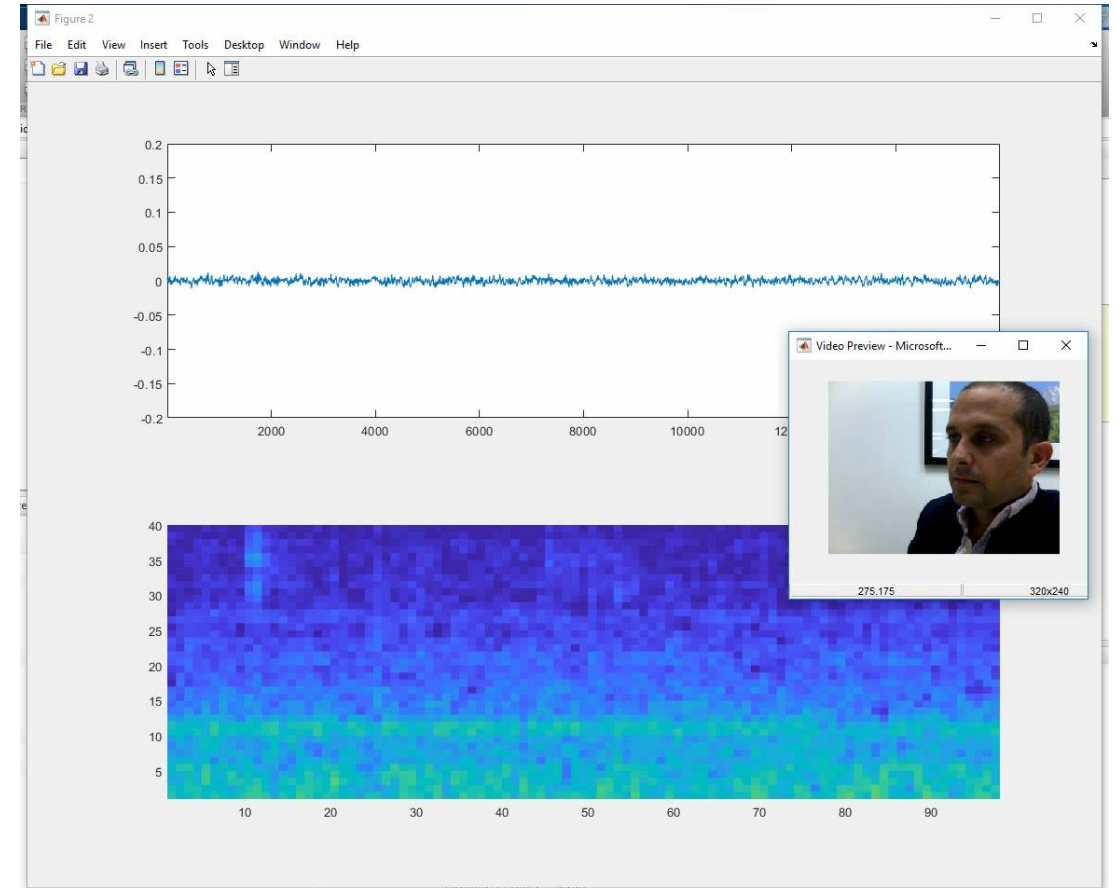 Figure 2
File Edit View Insert Tools Desktop Window Help
0.2
0.15
0.1
0.05
0
-0.05
-0.1
-0.15
-0.2
2000 4000 6000 8000 10000 12
Video Preview - Microsoft...
275.175 320x240
40
35
30
25
20
15
10
5
10 20 30 40 50 60 70 80 90